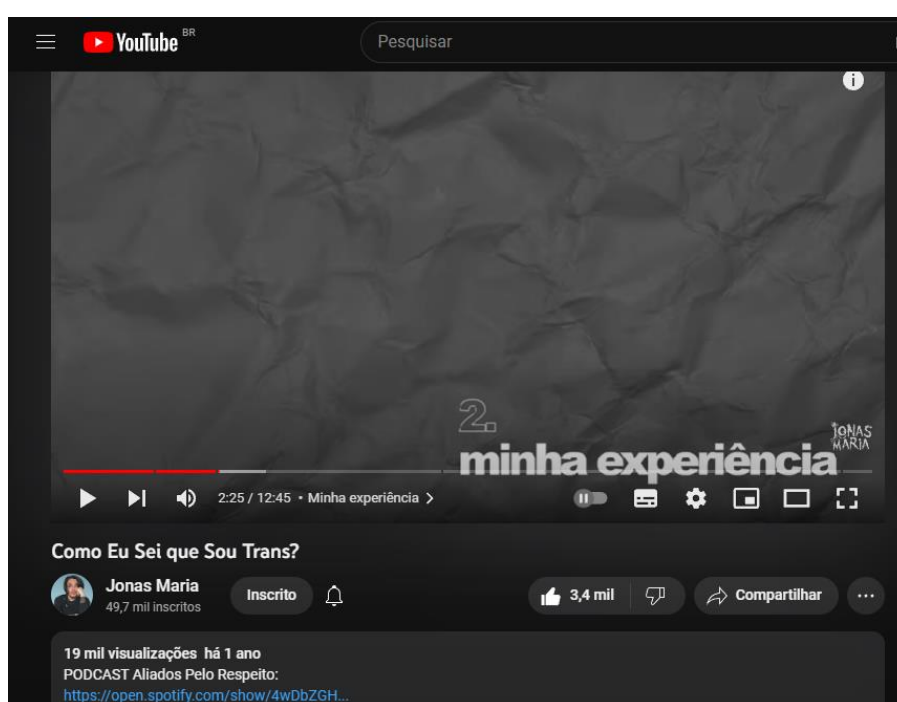 YouTube BR
Pesquisar
2.
minha experiência
JONAS
MARIA
2:25 / 12:45 • Minha experiência >
Como Eu Sei que Sou Trans?
Jonas Maria
49,7 mil inscritos
Inscrito
3,4 mil
Compartilhar
19 mil visualizações há 1 ano
PODCAST Aliados Pelo Respeito:
https://open.spotify.com/show/4wDbZGH...